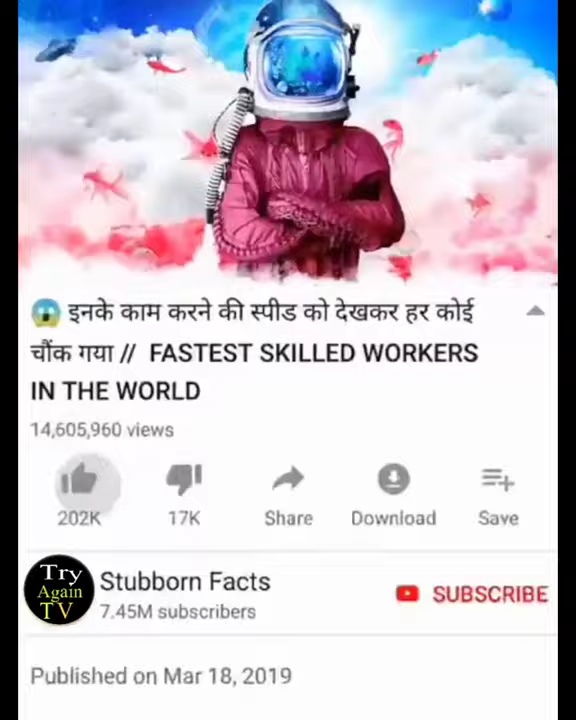 😱 इनके काम करने की स्पीड को देखकर हर कोई
चौंक गया // FASTEST SKILLED WORKERS
IN THE WORLD
14,605,960 views
202K 17K Share Download Save
Try
Again
TV
Stubborn Facts
7.45M subscribers
SUBSCRIBE
Published on Mar 18, 2019